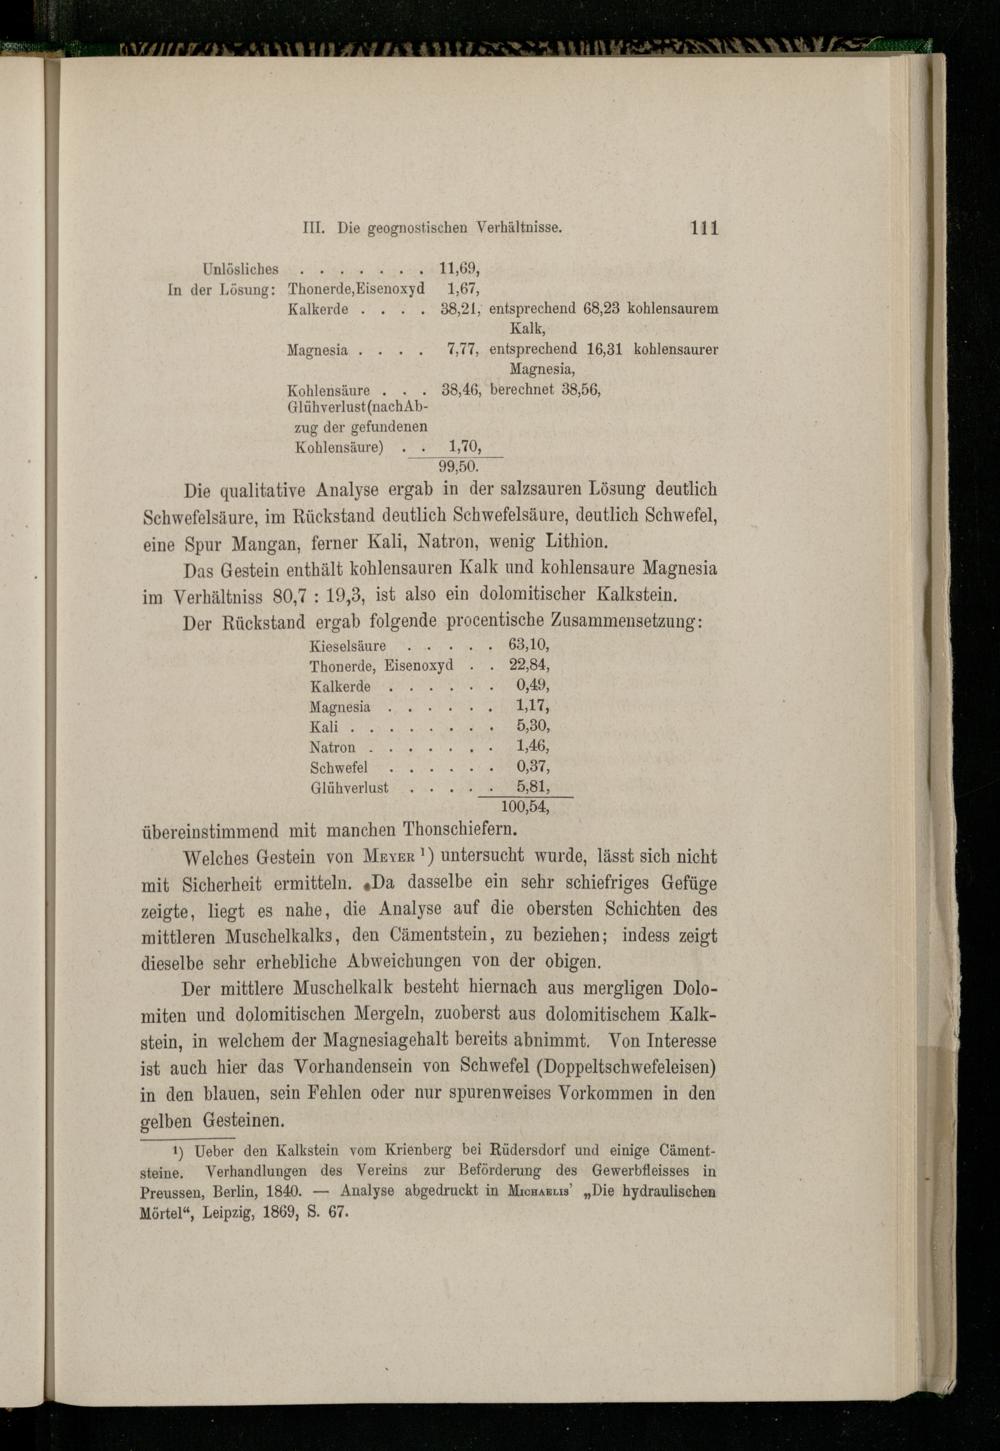 III. Die geognostischen Verhältnisse. 111
Unlösliches . . . . . . . 11,69,
In der Lösung: Thonerde,Eisenoxyd 1,67,
Kalkerde . . . . 38,21, entsprechend 68,23 kohlensaurem
Kalk,
Magnesia . . . . 7,77, entsprechend 16,31 kohlensaurer
Magnesia,
Kohlensäure . . . 38,46, berechnet 38,56,
Glühverlust(nachAb-
zug der gefundenen
Kohlensäure) . . 1,70,
99,50.
Die qualitative Analyse ergab in der salzsauren Lösung deutlich
Schwefelsäure, im Rückstand deutlich Schwefelsäure, deutlich Schwefel,
eine Spur Mangan, ferner Kali, Natron, wenig Lithion.
Das Gestein enthält kohlensauren Kalk und kohlensaure Magnesia
im Verhältniss 80,7 : 19,3, ist also ein dolomitischer Kalkstein.
Der Rückstand ergab folgende procentische Zusammensetzung:
Kieselsäure . . . . . 63,10,
Thonerde, Eisenoxyd . . 22,84,
Kalkerde . . . . . . 0,49,
Magnesia . . . . . . 1,17,
Kali . . . . . . . . 5,30,
Natron . . . . . . . 1,46,
Schwefel . . . . . . 0,37,
Glühverlust . . . . . 5,81,
100,54,
übereinstimmend mit manchen Thonschiefern.
Welches Gestein von MEYER ¹) untersucht wurde, lässt sich nicht
mit Sicherheit ermitteln. Da dasselbe ein sehr schiefriges Gefüge
zeigte, liegt es nahe, die Analyse auf die obersten Schichten des
mittleren Muschelkalks, den Cämentstein, zu beziehen; indess zeigt
dieselbe sehr erhebliche Abweichungen von der obigen.
Der mittlere Muschelkalk besteht hiernach aus mergligen Dolo-
miten und dolomitischen Mergeln, zuoberst aus dolomitischem Kalk-
stein, in welchem der Magnesiagehalt bereits abnimmt. Von Interesse
ist auch hier das Vorhandensein von Schwefel (Doppeltschwefeleisen)
in den blauen, sein Fehlen oder nur spurenweises Vorkommen in den
gelben Gesteinen.
¹) Ueber den Kalkstein vom Krienberg bei Rüdersdorf und einige Cäment-
steine. Verhandlungen des Vereins zur Beförderung des Gewerbfleisses in
Preussen, Berlin, 1840. — Analyse abgedruckt in MICHAELIS' „Die hydraulischen
Mörtel“, Leipzig, 1869, S. 67.